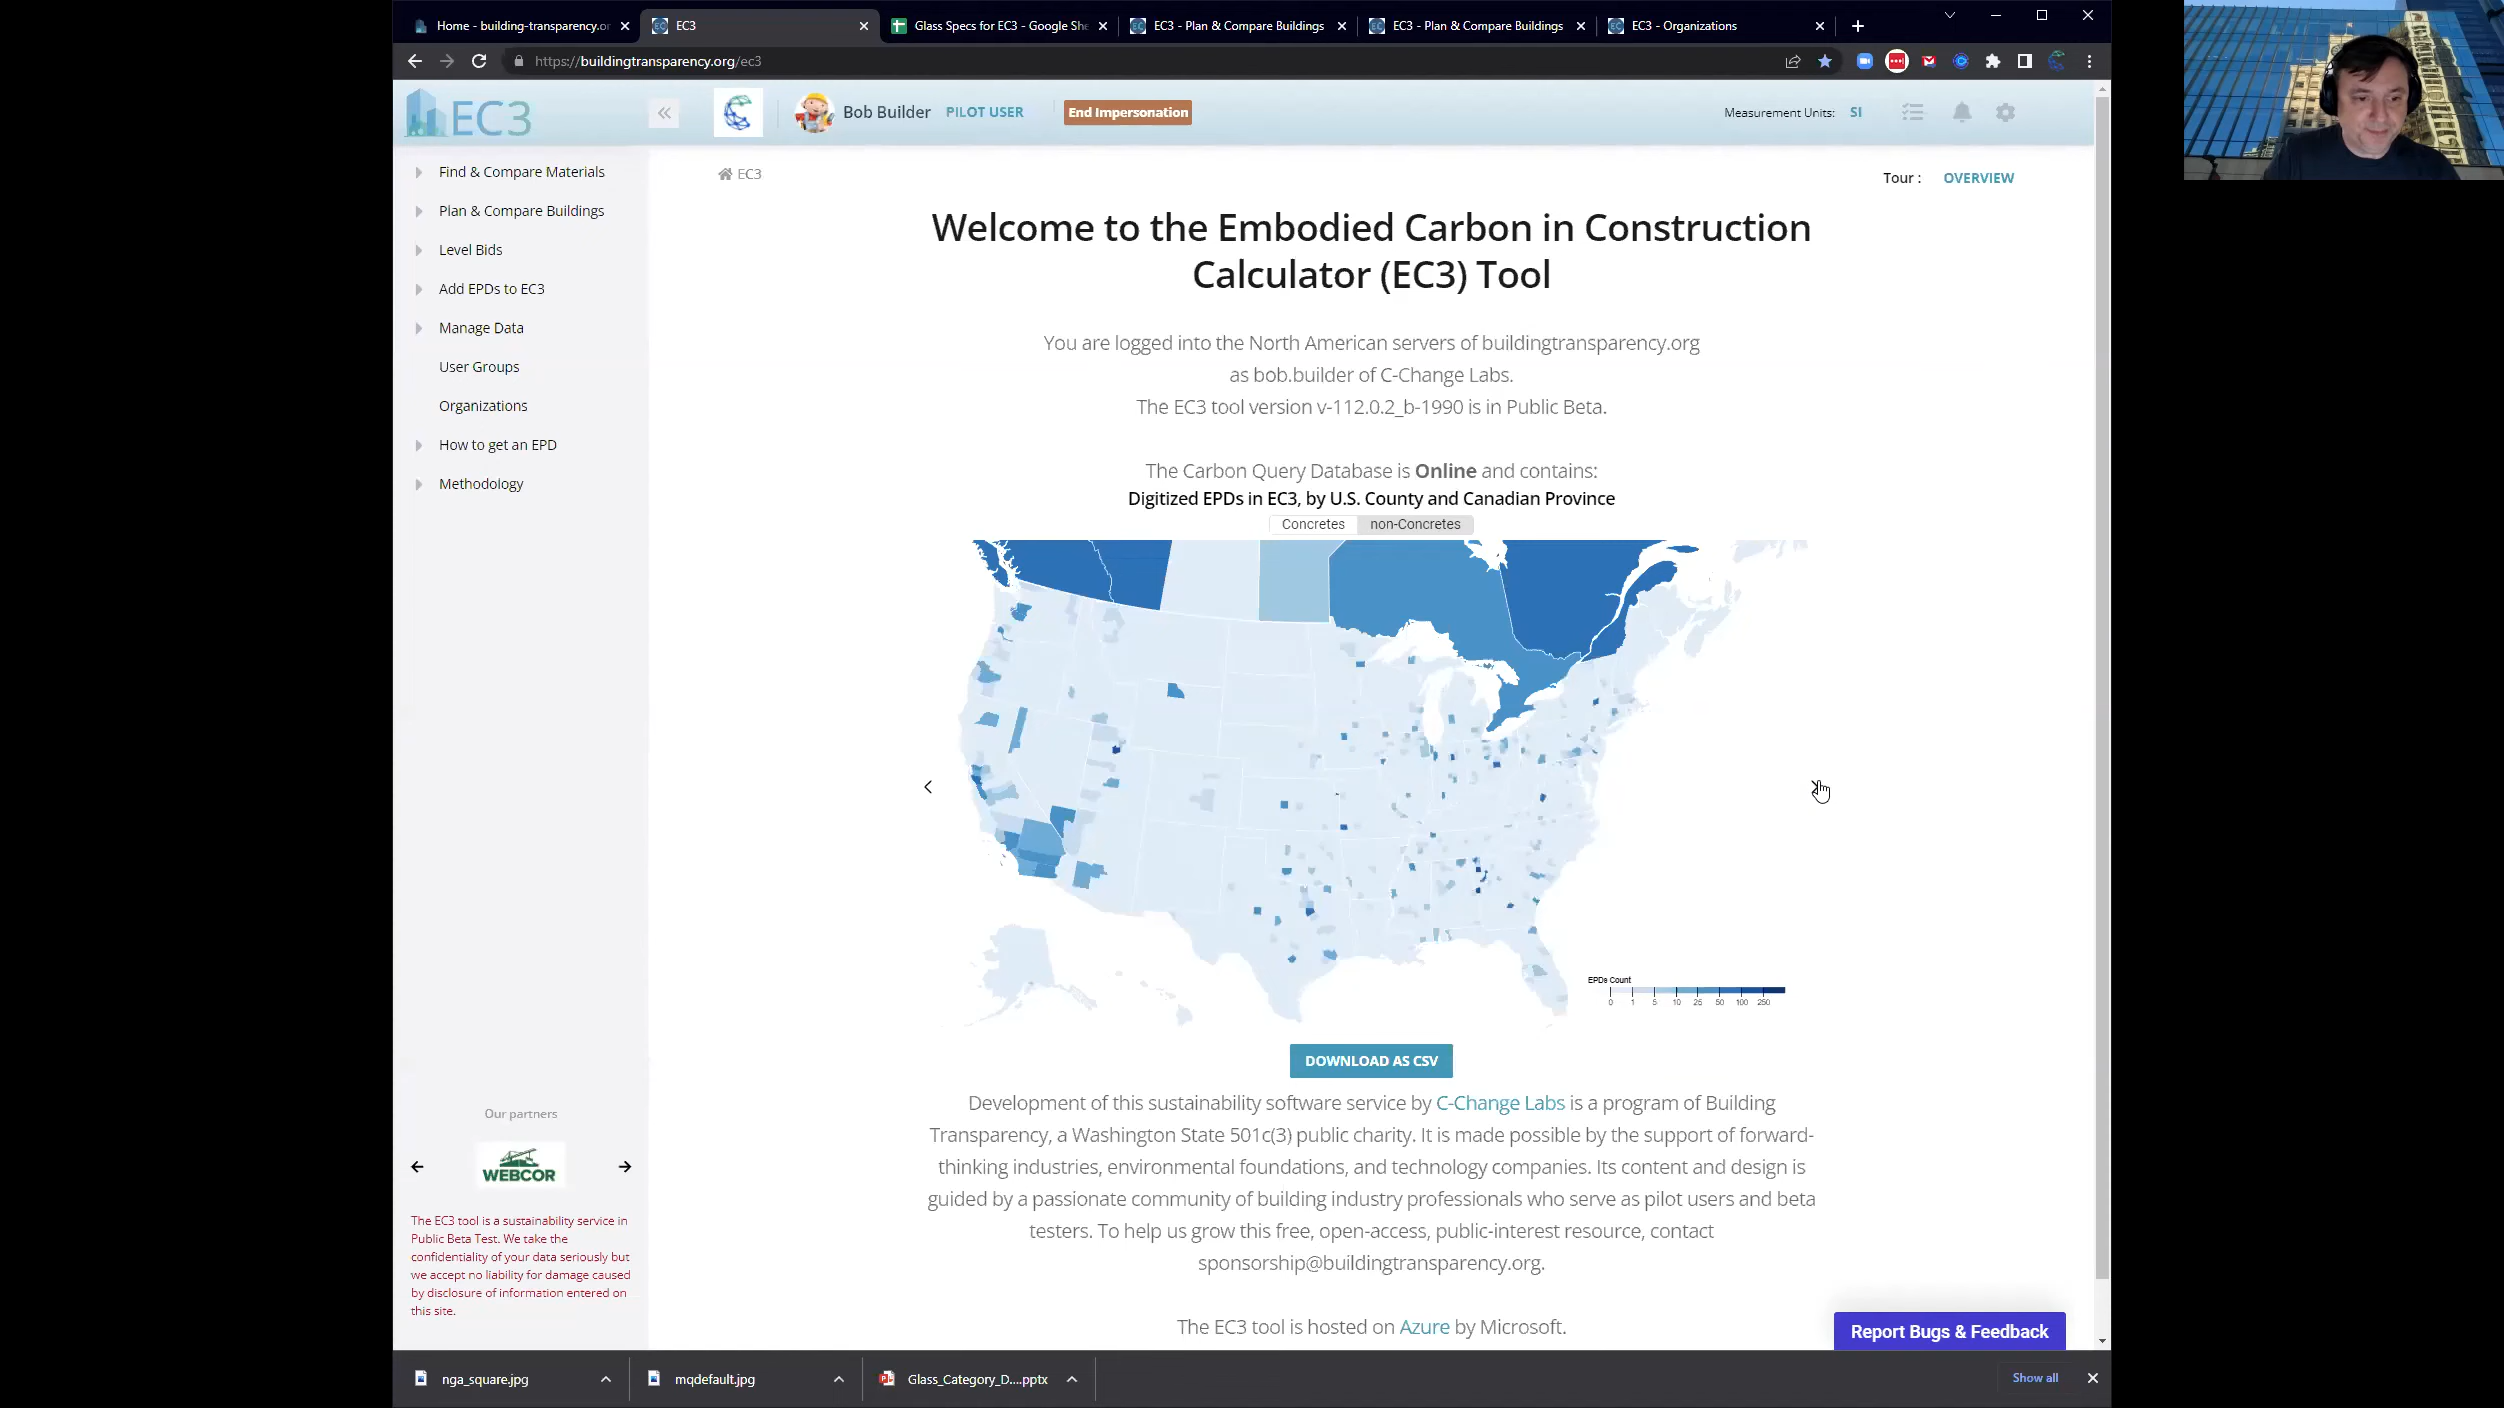 Home - building-transparency.or
EC3
Glass Specs for EC3 - Google She
EC3 - Plan & Compare Buildings
EC3 - Plan & Compare Buildings
EC3 - Organizations
https://buildingtransparency.org/ec3
EC3
Bob Builder PILOT USER
End Impersonation
Measurement Units: SI
Find & Compare Materials
Plan & Compare Buildings
Level Bids
Add EPDs to EC3
Manage Data
User Groups
Organizations
How to get an EPD
Methodology
EC3
Tour : OVERVIEW
Welcome to the Embodied Carbon in Construction
Calculator (EC3) Tool
You are logged into the North American servers of buildingtransparency.org
as bob.builder of C-Change Labs.
The EC3 tool version v-112.0.2_b-1990 is in Public Beta.
The Carbon Query Database is Online and contains:
Digitized EPDs in EC3, by U.S. County and Canadian Province
Concretes non-Concretes
EPDs Count
0 1 5 10 25 50 100 250
DOWNLOAD AS CSV
Development of this sustainability software service by C-Change Labs is a program of Building
Transparency, a Washington State 501c(3) public charity. It is made possible by the support of forward-
thinking industries, environmental foundations, and technology companies. Its content and design is
guided by a passionate community of building industry professionals who serve as pilot users and beta
testers. To help us grow this free, open-access, public-interest resource, contact
sponsorship@buildingtransparency.org.
The EC3 tool is hosted on Azure by Microsoft.
Our partners
WEBCOR
The EC3 tool is a sustainability service in
Public Beta Test. We take the
confidentiality of your data seriously but
we accept no liability for damage caused
by disclosure of information entered on
this site.
Report Bugs & Feedback
nga_square.jpg
mqdefault.jpg
Glass_Category_D....pptx
Show all